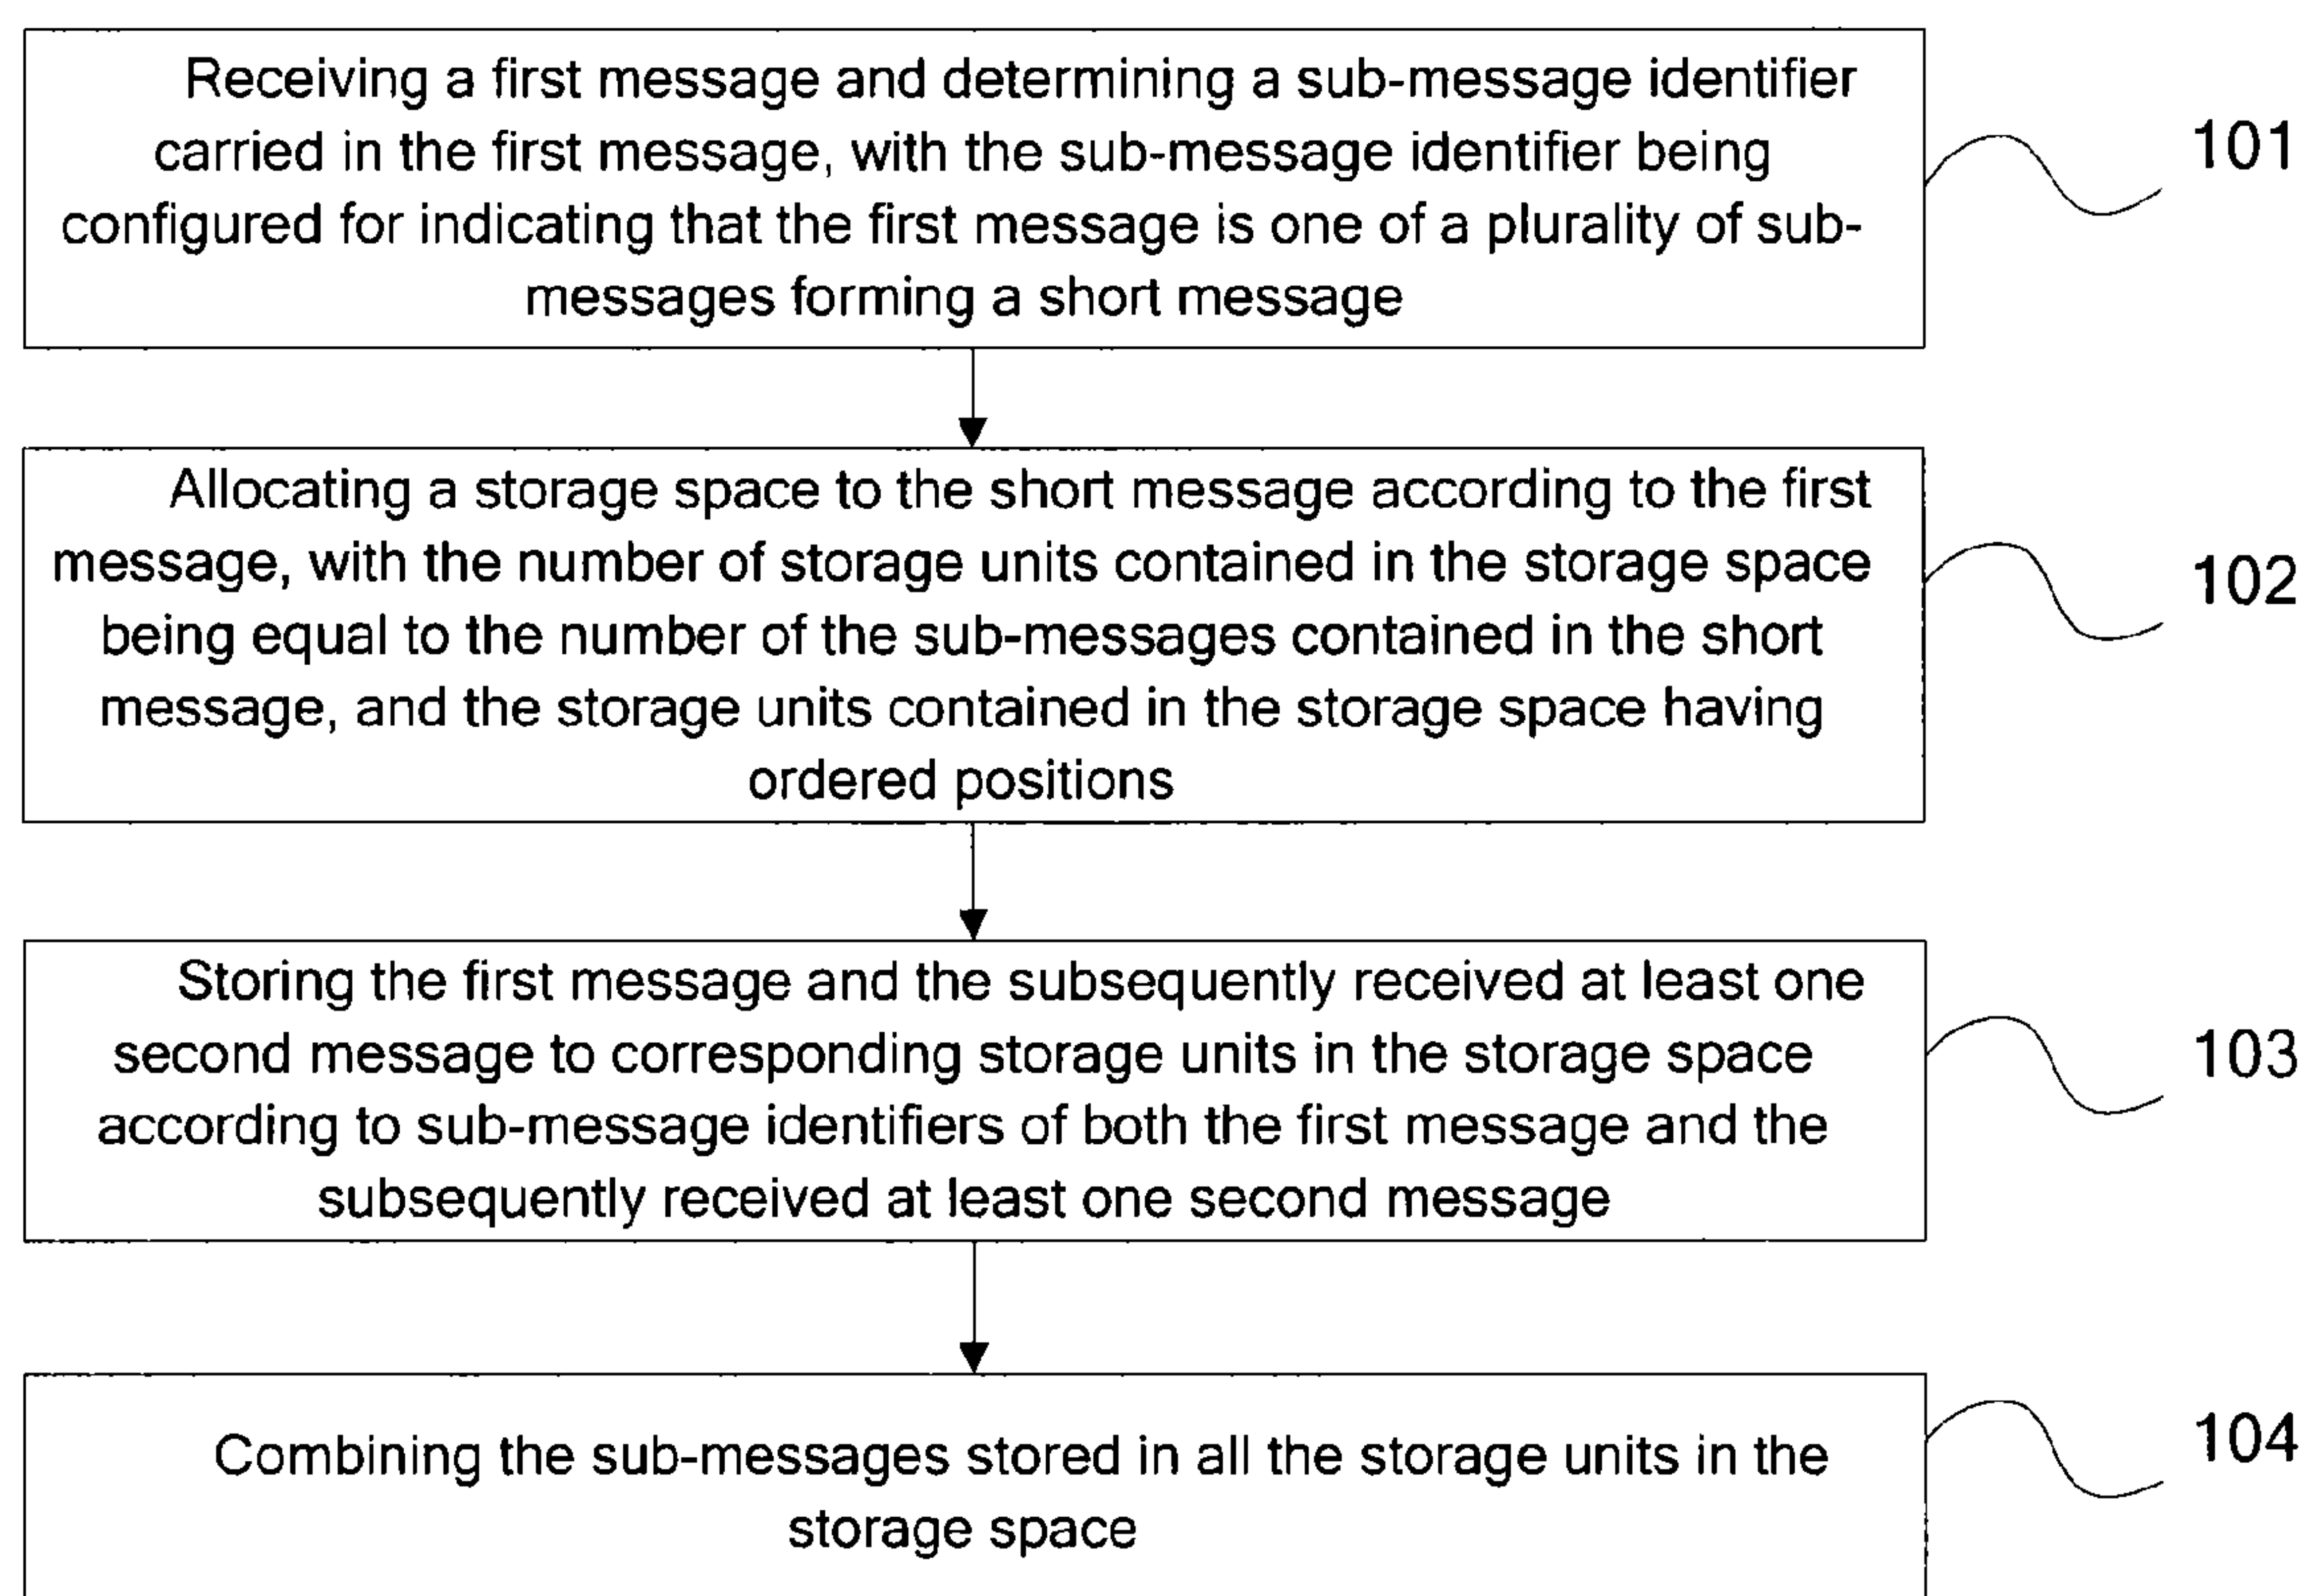 Receiving a first message and determining a sub-message identifier
carried in the first message, with the sub-message identifier being
configured for indicating that the first message is one of a plurality of sub-
messages forming a short message
101
Allocating a storage space to the short message according to the first
message, with the number of storage units contained in the storage space
being equal to the number of the sub-messages contained in the short
message, and the storage units contained in the storage space having
ordered positions
102
Storing the first message and the subsequently received at least one
second message to corresponding storage units in the storage space
according to sub-message identifiers of both the first message and the
subsequently received at least one second message
103
Combining the sub-messages stored in all the storage units in the
storage space
104